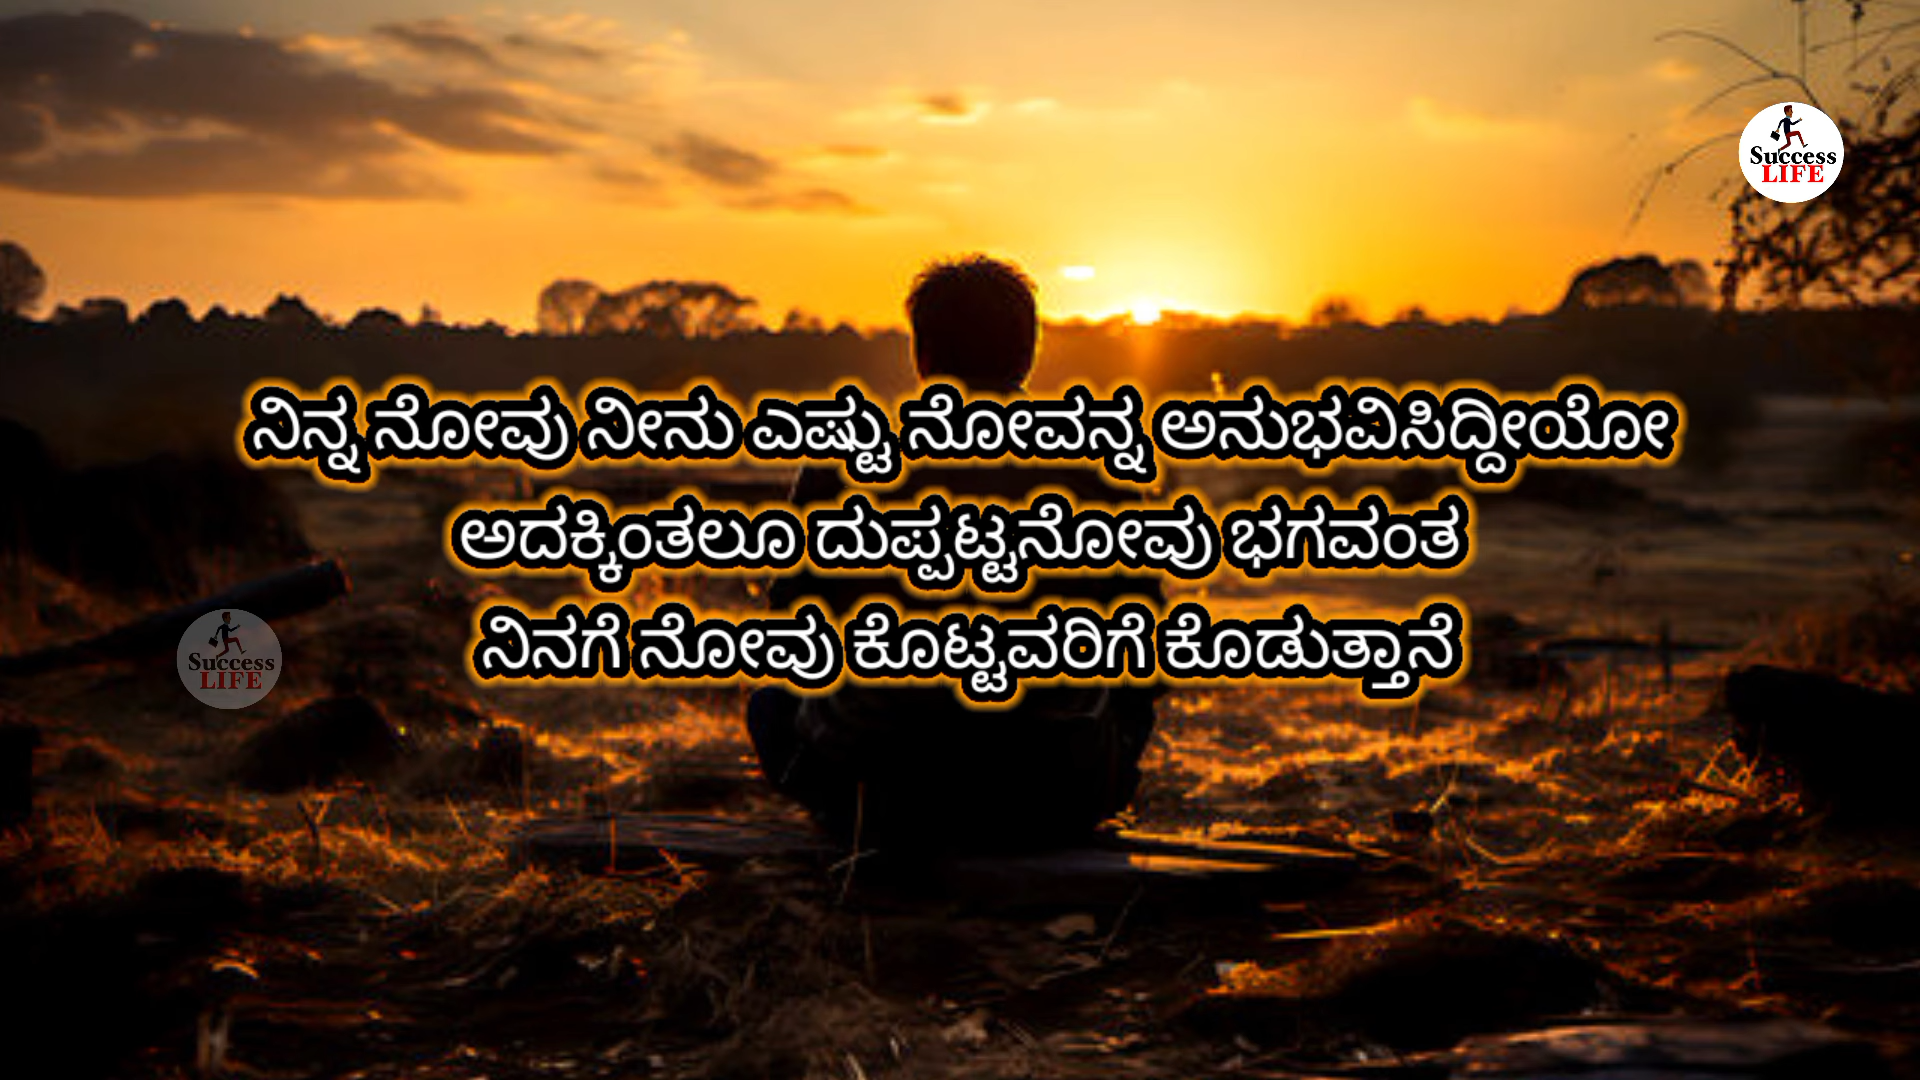 Success
LIFE
ನಿನ್ನ ನೋವು ನೀನು ಎಷ್ಟು ನೋವನ್ನ ಅನುಭವಿಸಿದ್ದೀಯೋ
ಅದಕ್ಕಿಂತಲೂ ದುಪ್ಪಟ್ಟನೋವು ಭಗವಂತ
ನಿನಗೆ ನೋವು ಕೊಟ್ಟವರಿಗೆ ಕೊಡುತ್ತಾನೆ
Success
LIFE